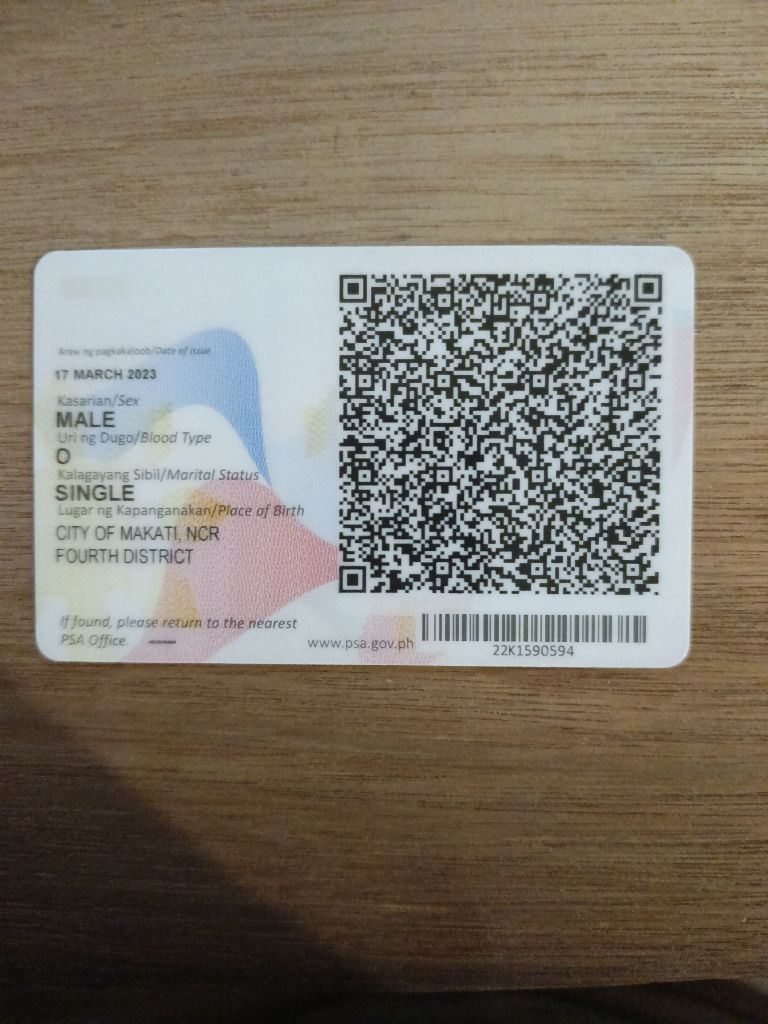 Araw ng pagkakaloob/Date of issue
17 MARCH 2023
Kasarian/Sex
MALE
Uri ng Dugo/Blood Type
O
Kalagayang Sibil/Marital Status
SINGLE
Lugar ng Kapanganakan/Place of Birth
CITY OF MAKATI, NCR
FOURTH DISTRICT
If found, please return to the nearest
PSA Office.
www.psa.gov.ph
22K1590594